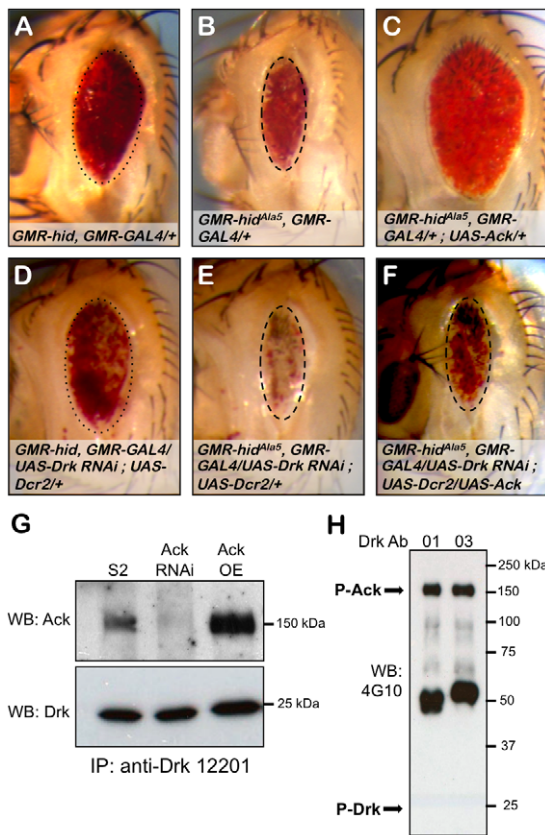 A
GMR-hid, GMR-GAL4/+
B
GMR-hidAla5, GMR-
GAL4/+
C
GMR-hidAla5, GMR-
GAL4/+ ; UAS-Ack/+
D
GMR-hid, GMR-GAL4/
UAS-Drk RNAi ; UAS-
Dcr2/+
E
GMR-hidAla5, GMR-
GAL4/UAS-Drk RNAi ;
UAS-Dcr2/+
F
GMR-hidAla5, GMR-
GAL4/UAS-Drk RNAi ;
UAS-Dcr2/UAS-Ack
G
S2
Ack
RNAi
Ack
OE
WB: Ack
150 kDa
WB: Drk
25 kDa
IP: anti-Drk 12201
H
Drk Ab 01 03
250 kDa
P-Ack
150
100
75
WB:
4G10
50
37
P-Drk
25